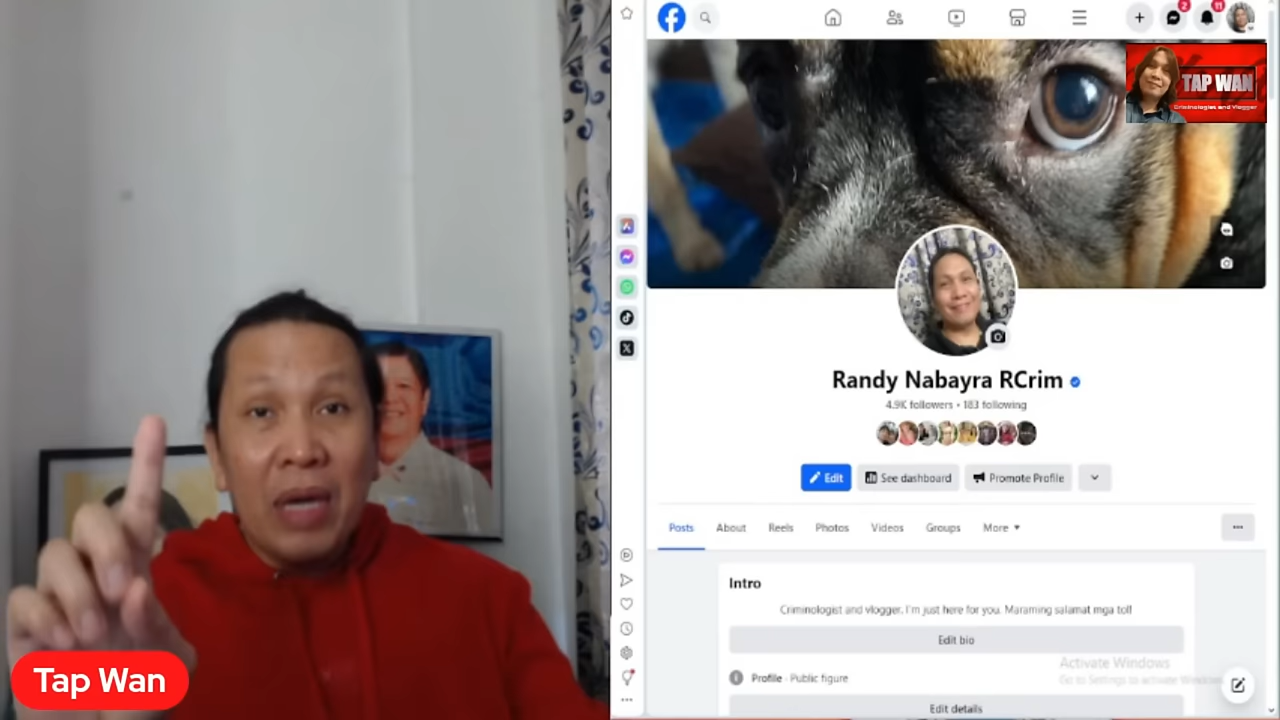 2
11
TAP WAN
Criminologist and Vlogger
Randy Nabayra RCrim
4.9K followers • 183 following
Edit
See dashboard
Promote Profile
Posts
About
Reels
Photos
Videos
Groups
More
Intro
Criminologist and vlogger. I'm just here for you. Maraming salamat mga tol!
Edit bio
Profile · Public figure
Activate Windows
Go to Settings to activate Windows
Edit details
Tap Wan